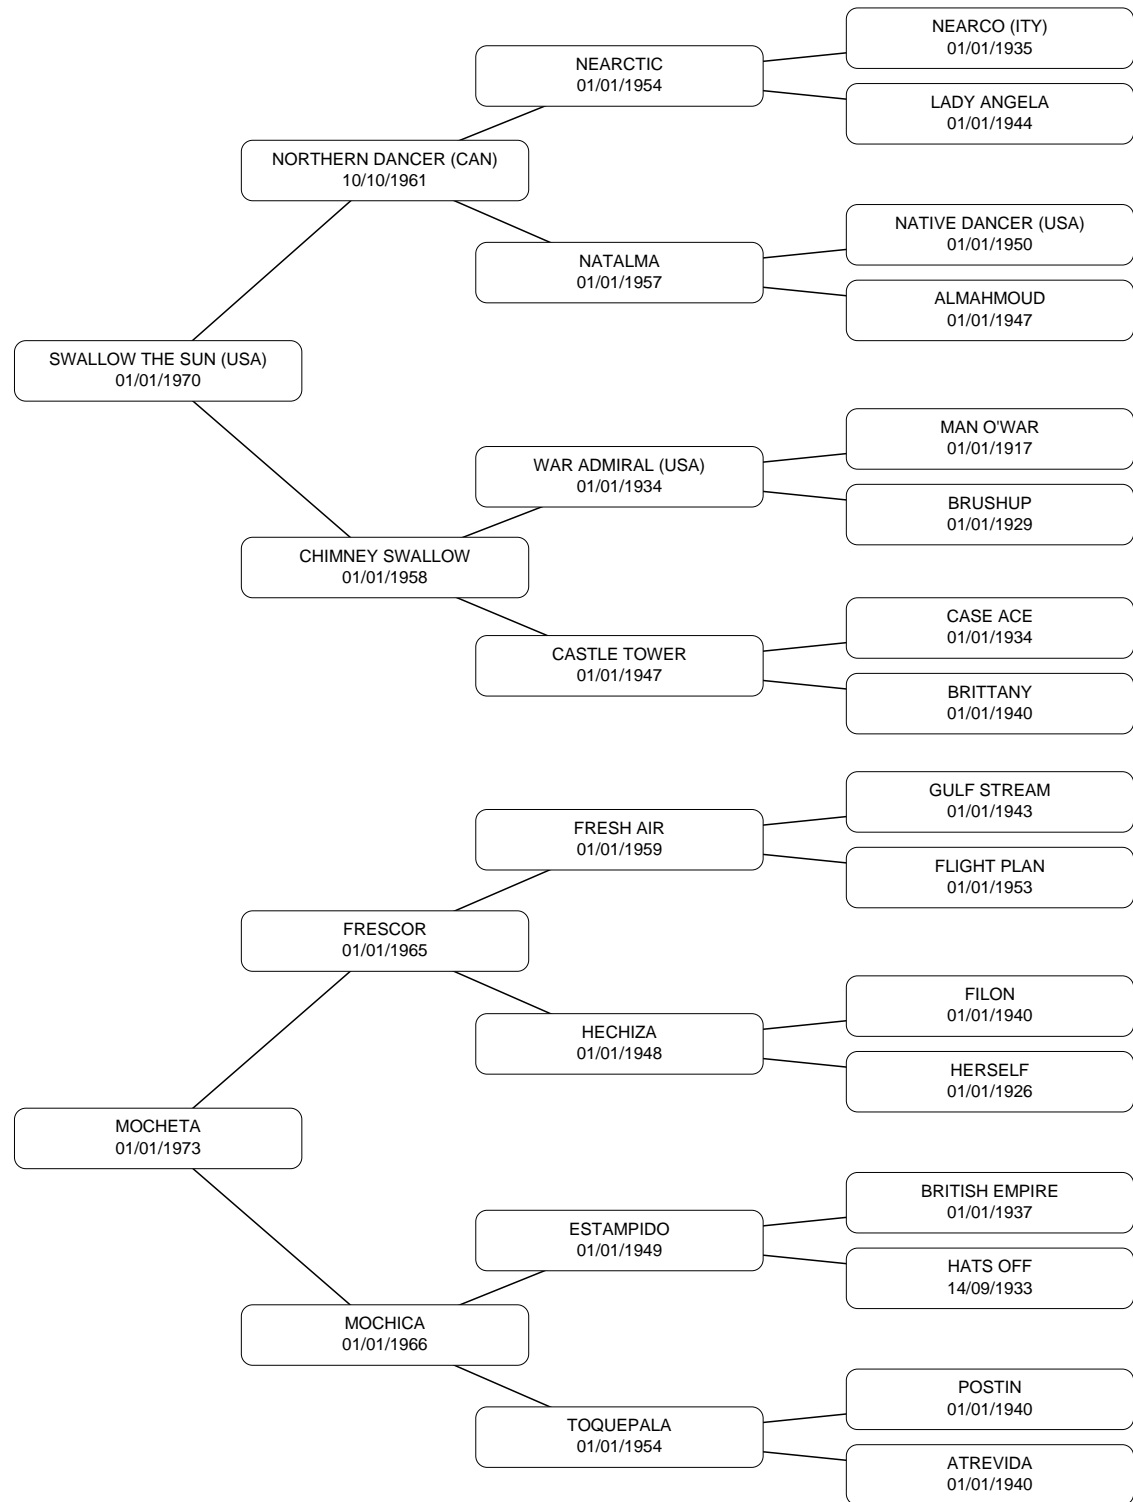 NEARCO (ITY)
01/01/1935
NEARCTIC
01/01/1954
LADY ANGELA
01/01/1944
NORTHERN DANCER (CAN)
10/10/1961
NATIVE DANCER (USA)
01/01/1950
NATALMA
01/01/1957
ALMAHMOUD
01/01/1947
SWALLOW THE SUN (USA)
01/01/1970
MAN O'WAR
01/01/1917
WAR ADMIRAL (USA)
01/01/1934
BRUSHUP
01/01/1929
CHIMNEY SWALLOW
01/01/1958
CASE ACE
01/01/1934
CASTLE TOWER
01/01/1947
BRITTANY
01/01/1940
GULF STREAM
01/01/1943
FRESH AIR
01/01/1959
FLIGHT PLAN
01/01/1953
FRESCOR
01/01/1965
FILON
01/01/1940
HECHIZA
01/01/1948
HERSELF
01/01/1926
MOCHETA
01/01/1973
BRITISH EMPIRE
01/01/1937
ESTAMPIDO
01/01/1949
HATS OFF
14/09/1933
MOCHICA
01/01/1966
POSTIN
01/01/1940
TOQUEPALA
01/01/1954
ATREVIDA
01/01/1940